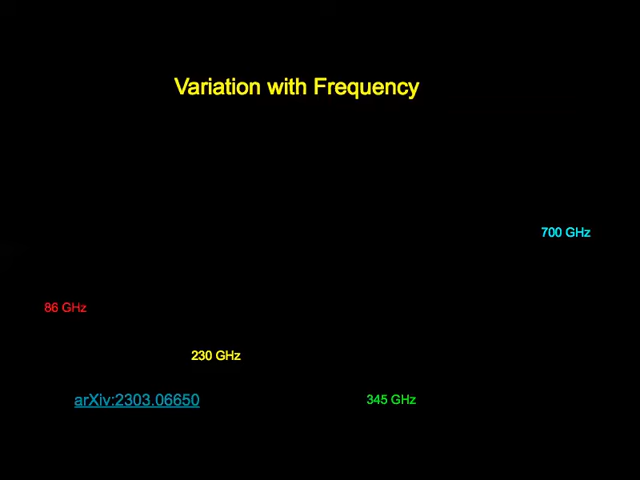 Variation with Frequency
700 GHz
86 GHz
230 GHz
arXiv:2303.06650
345 GHz